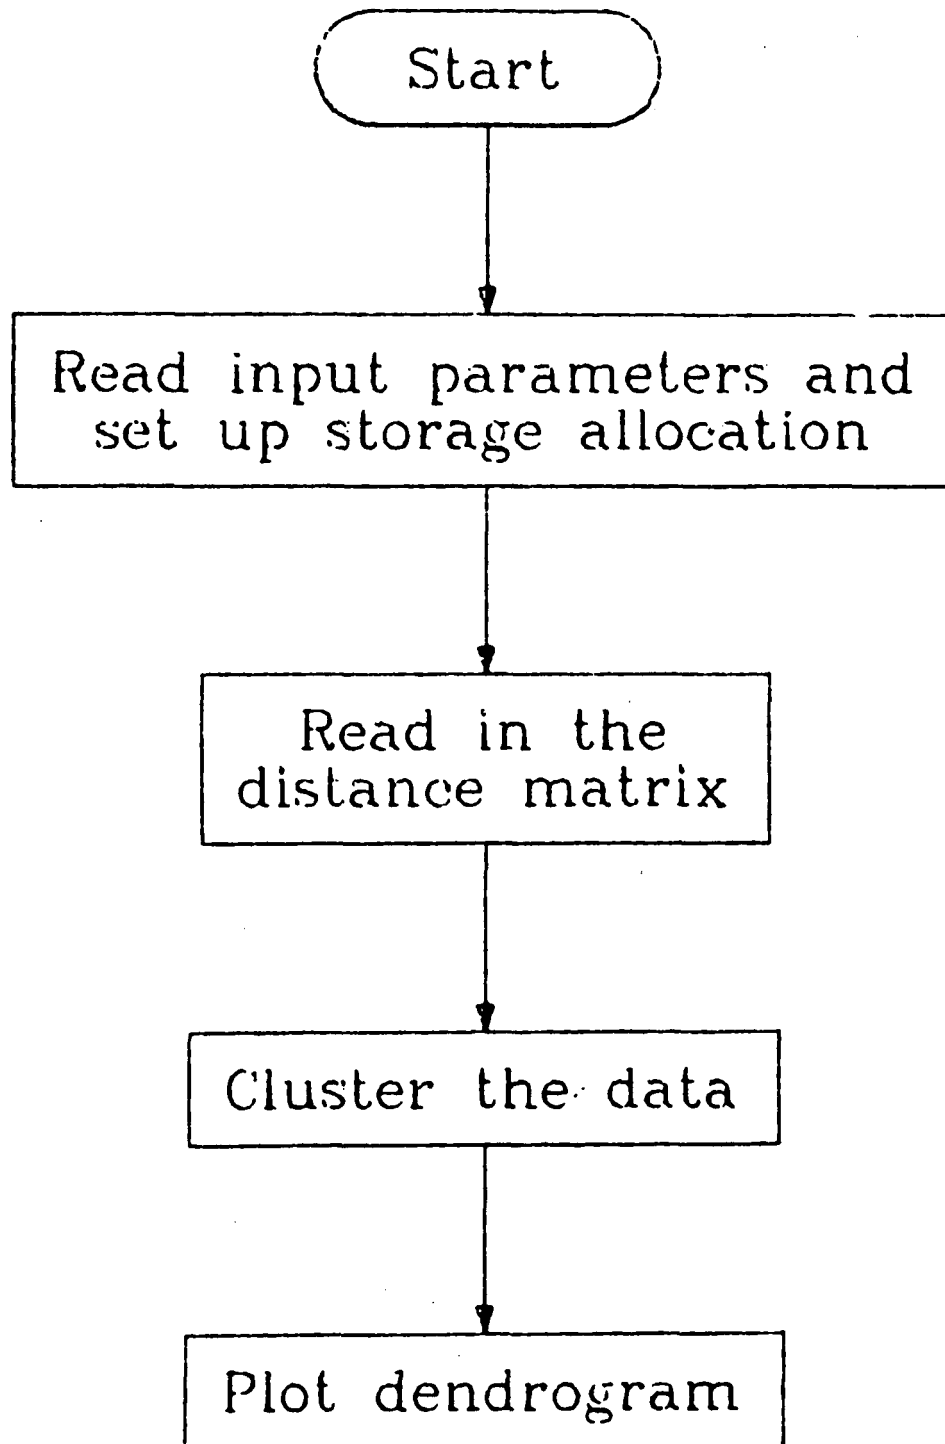 Start
Read input parameters and
set up storage allocation
Read in the
distance matrix
Cluster the data
Plot dendrogram